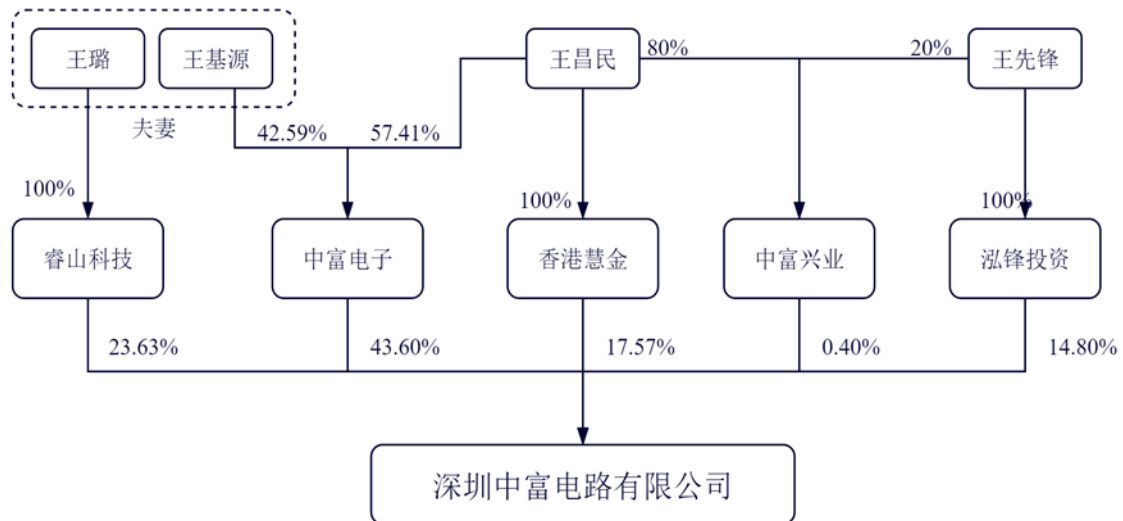 王璐
王基源
王昌民
80%
20%
王先锋
夫妻
42.59%
57.41%
100%
100%
100%
睿山科技
中富电子
香港慧金
中富兴业
泓锋投资
23.63%
43.60%
17.57%
0.40%
14.80%
深圳中富电路有限公司